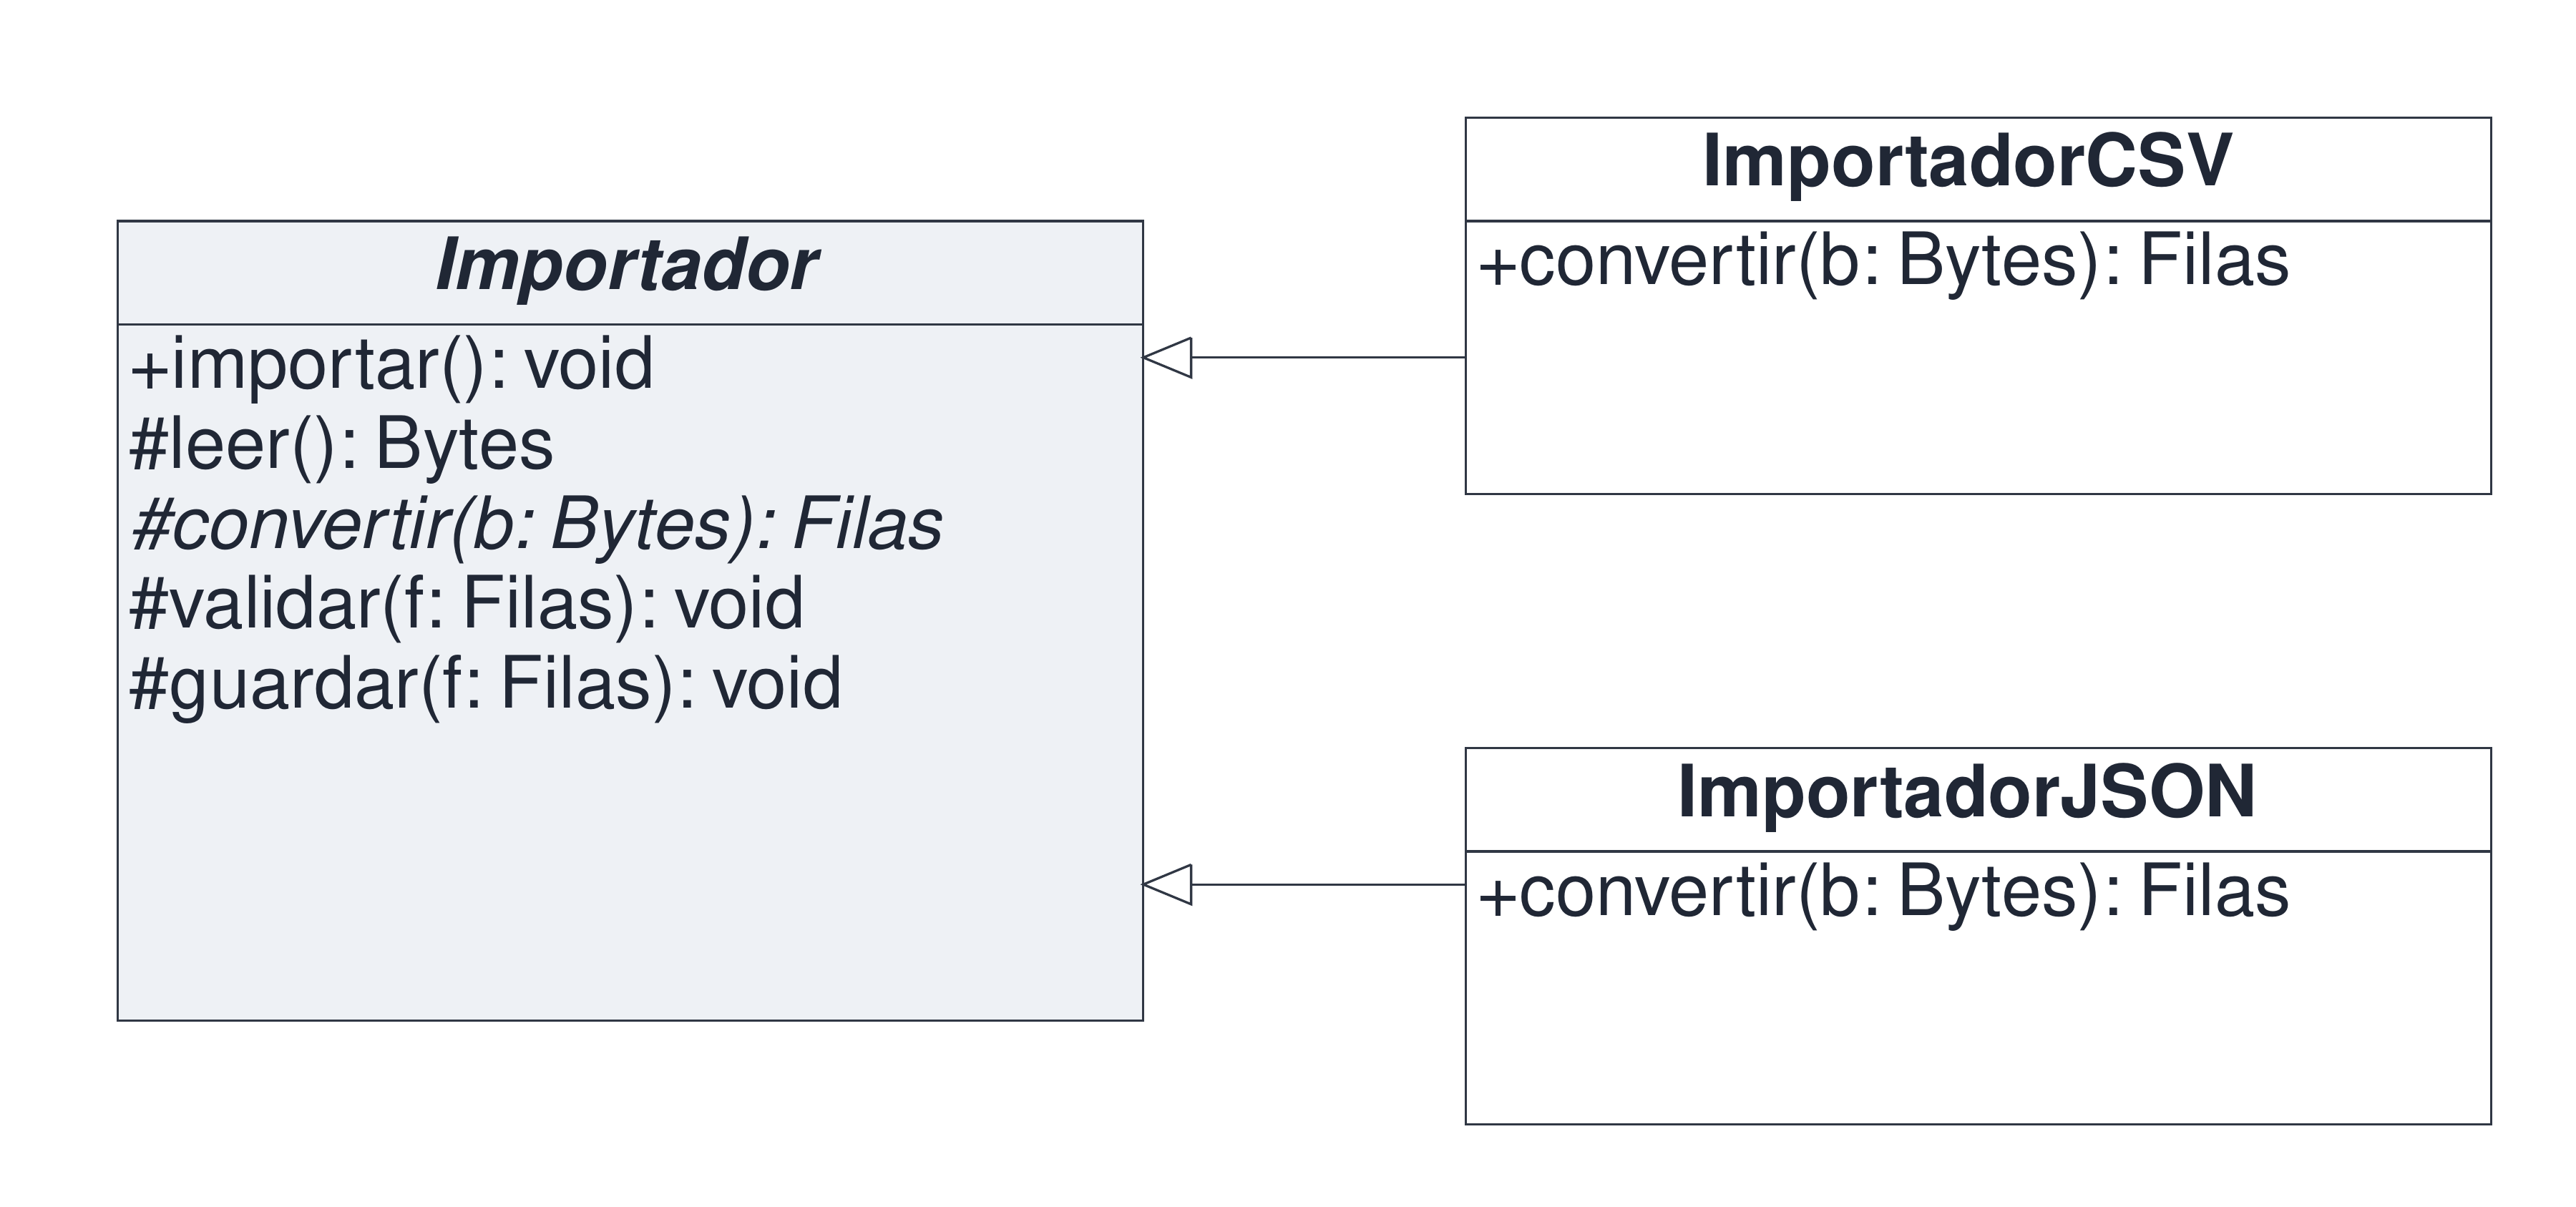 Importador
+importar(): void
#leer(): Bytes
#convertir(b: Bytes): Filas
#validar(f: Filas): void
#guardar(f: Filas): void
ImportadorCSV
+convertir(b: Bytes): Filas
ImportadorJSON
+convertir(b: Bytes): Filas